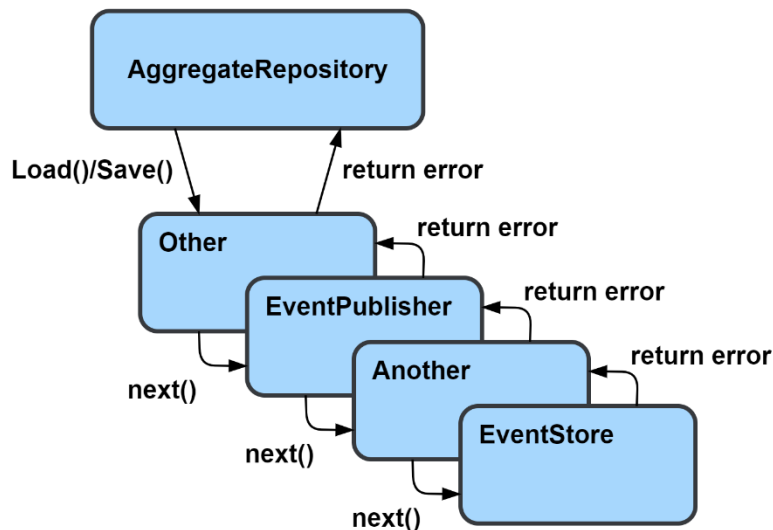 AggregateRepository
Load()/Save()
return error
Other
return error
EventPublisher
return error
next()
Another
return error
next()
EventStore
next()